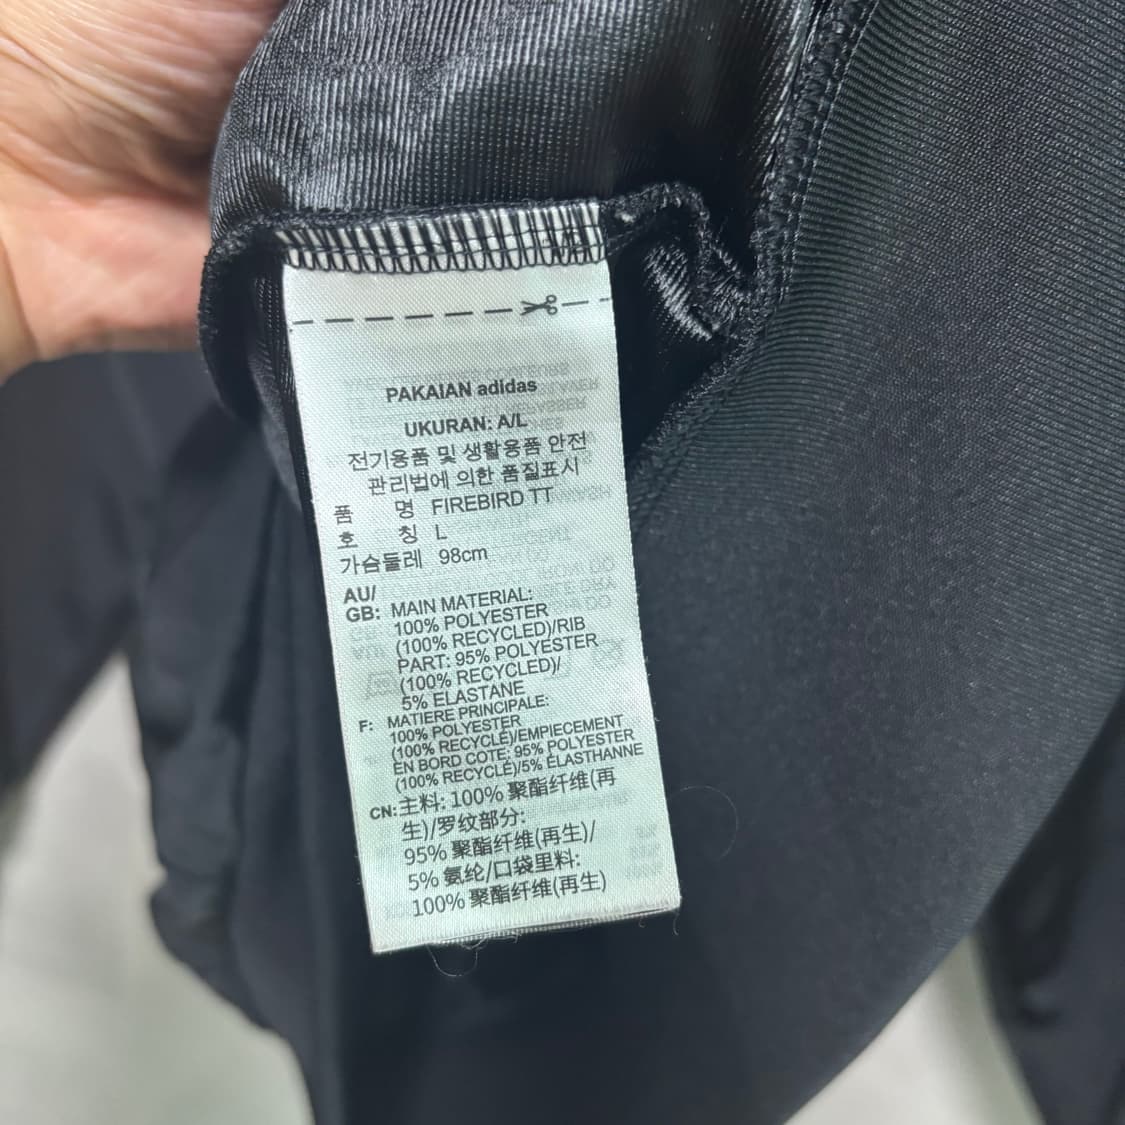 PAKAIAN adidas
UKURAN: A/L
전기용품 및 생활용품 안전
관리법에 의한 품질표시
품 명 FIREBIRD TT
호 칭 L
가슴둘레 98cm
AU/
GB: MAIN MATERIAL:
100% POLYESTER
(100% RECYCLED)/RIB
PART: 95% POLYESTER
(100% RECYCLED)/
5% ELASTANE
F: MATIERE PRINCIPALE:
100% POLYESTER
(100% RECYCLÉ)/EMPIECEMENT
EN BORD COTE: 95% POLYESTER
(100% RECYCLÉ)/5% ÉLASTHANNE
CN: 主料: 100% 聚酯纤维(再
生)/罗纹部分:
95% 聚酯纤维(再生)/
5% 氨纶/口袋里料:
100% 聚酯纤维(再生)